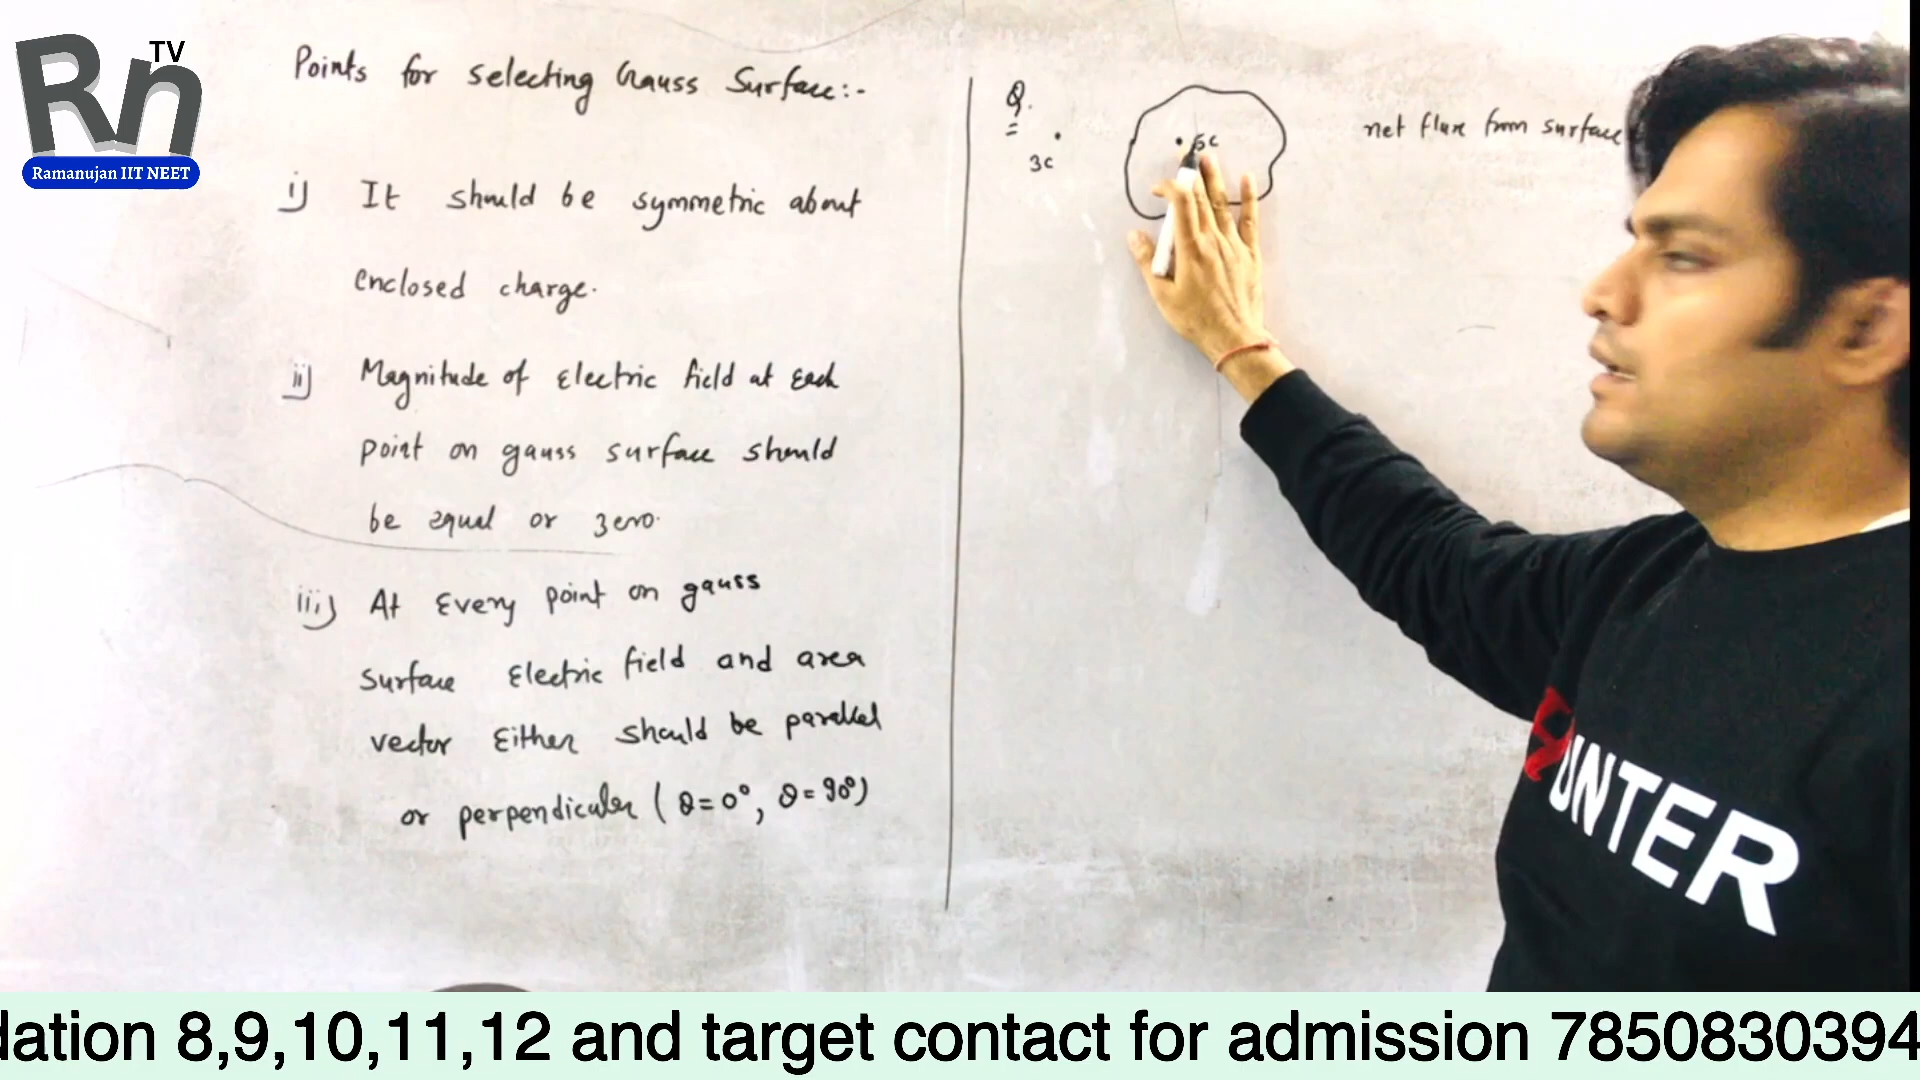 Rn TV
Ramanujan IIT NEET
Points for selecting Gauss Surface:-
i) It should be symmetric about
enclosed charge.
ii) Magnitude of Electric field at Each
point on gauss surface should
be equal or zero.
iii) At Every point on gauss
surface Electric field and area
vector Either should be parallel
or perpendicular (θ=0°, θ=90°)
Q.
3c
5c
net flux from surface
HUNTER
dation 8,9,10,11,12 and target contact for admission 7850830394